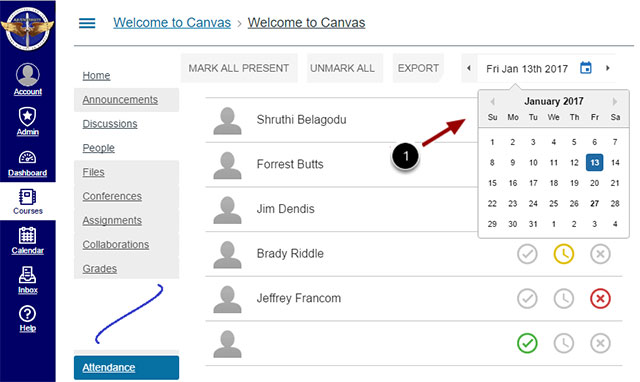 Welcome to Canvas > Welcome to Canvas
Account
Admin
Dashboard
Courses
Calendar
Inbox
Help
Home
Announcements
Discussions
People
Files
Conferences
Assignments
Collaborations
Grades
Attendance
MARK ALL PRESENT UNMARK ALL EXPORT Fri Jan 13th 2017
Shruthi Belagodu
Forrest Butts
Jim Dendis
Brady Riddle
Jeffrey Francom
1
January 2017
Su Mo Tu We Th Fr Sa
1 2 3 4 5 6 7
8 9 10 11 12 13 14
15 16 17 18 19 20 21
22 23 24 25 26 27 28
29 30 31 1 2 3 4